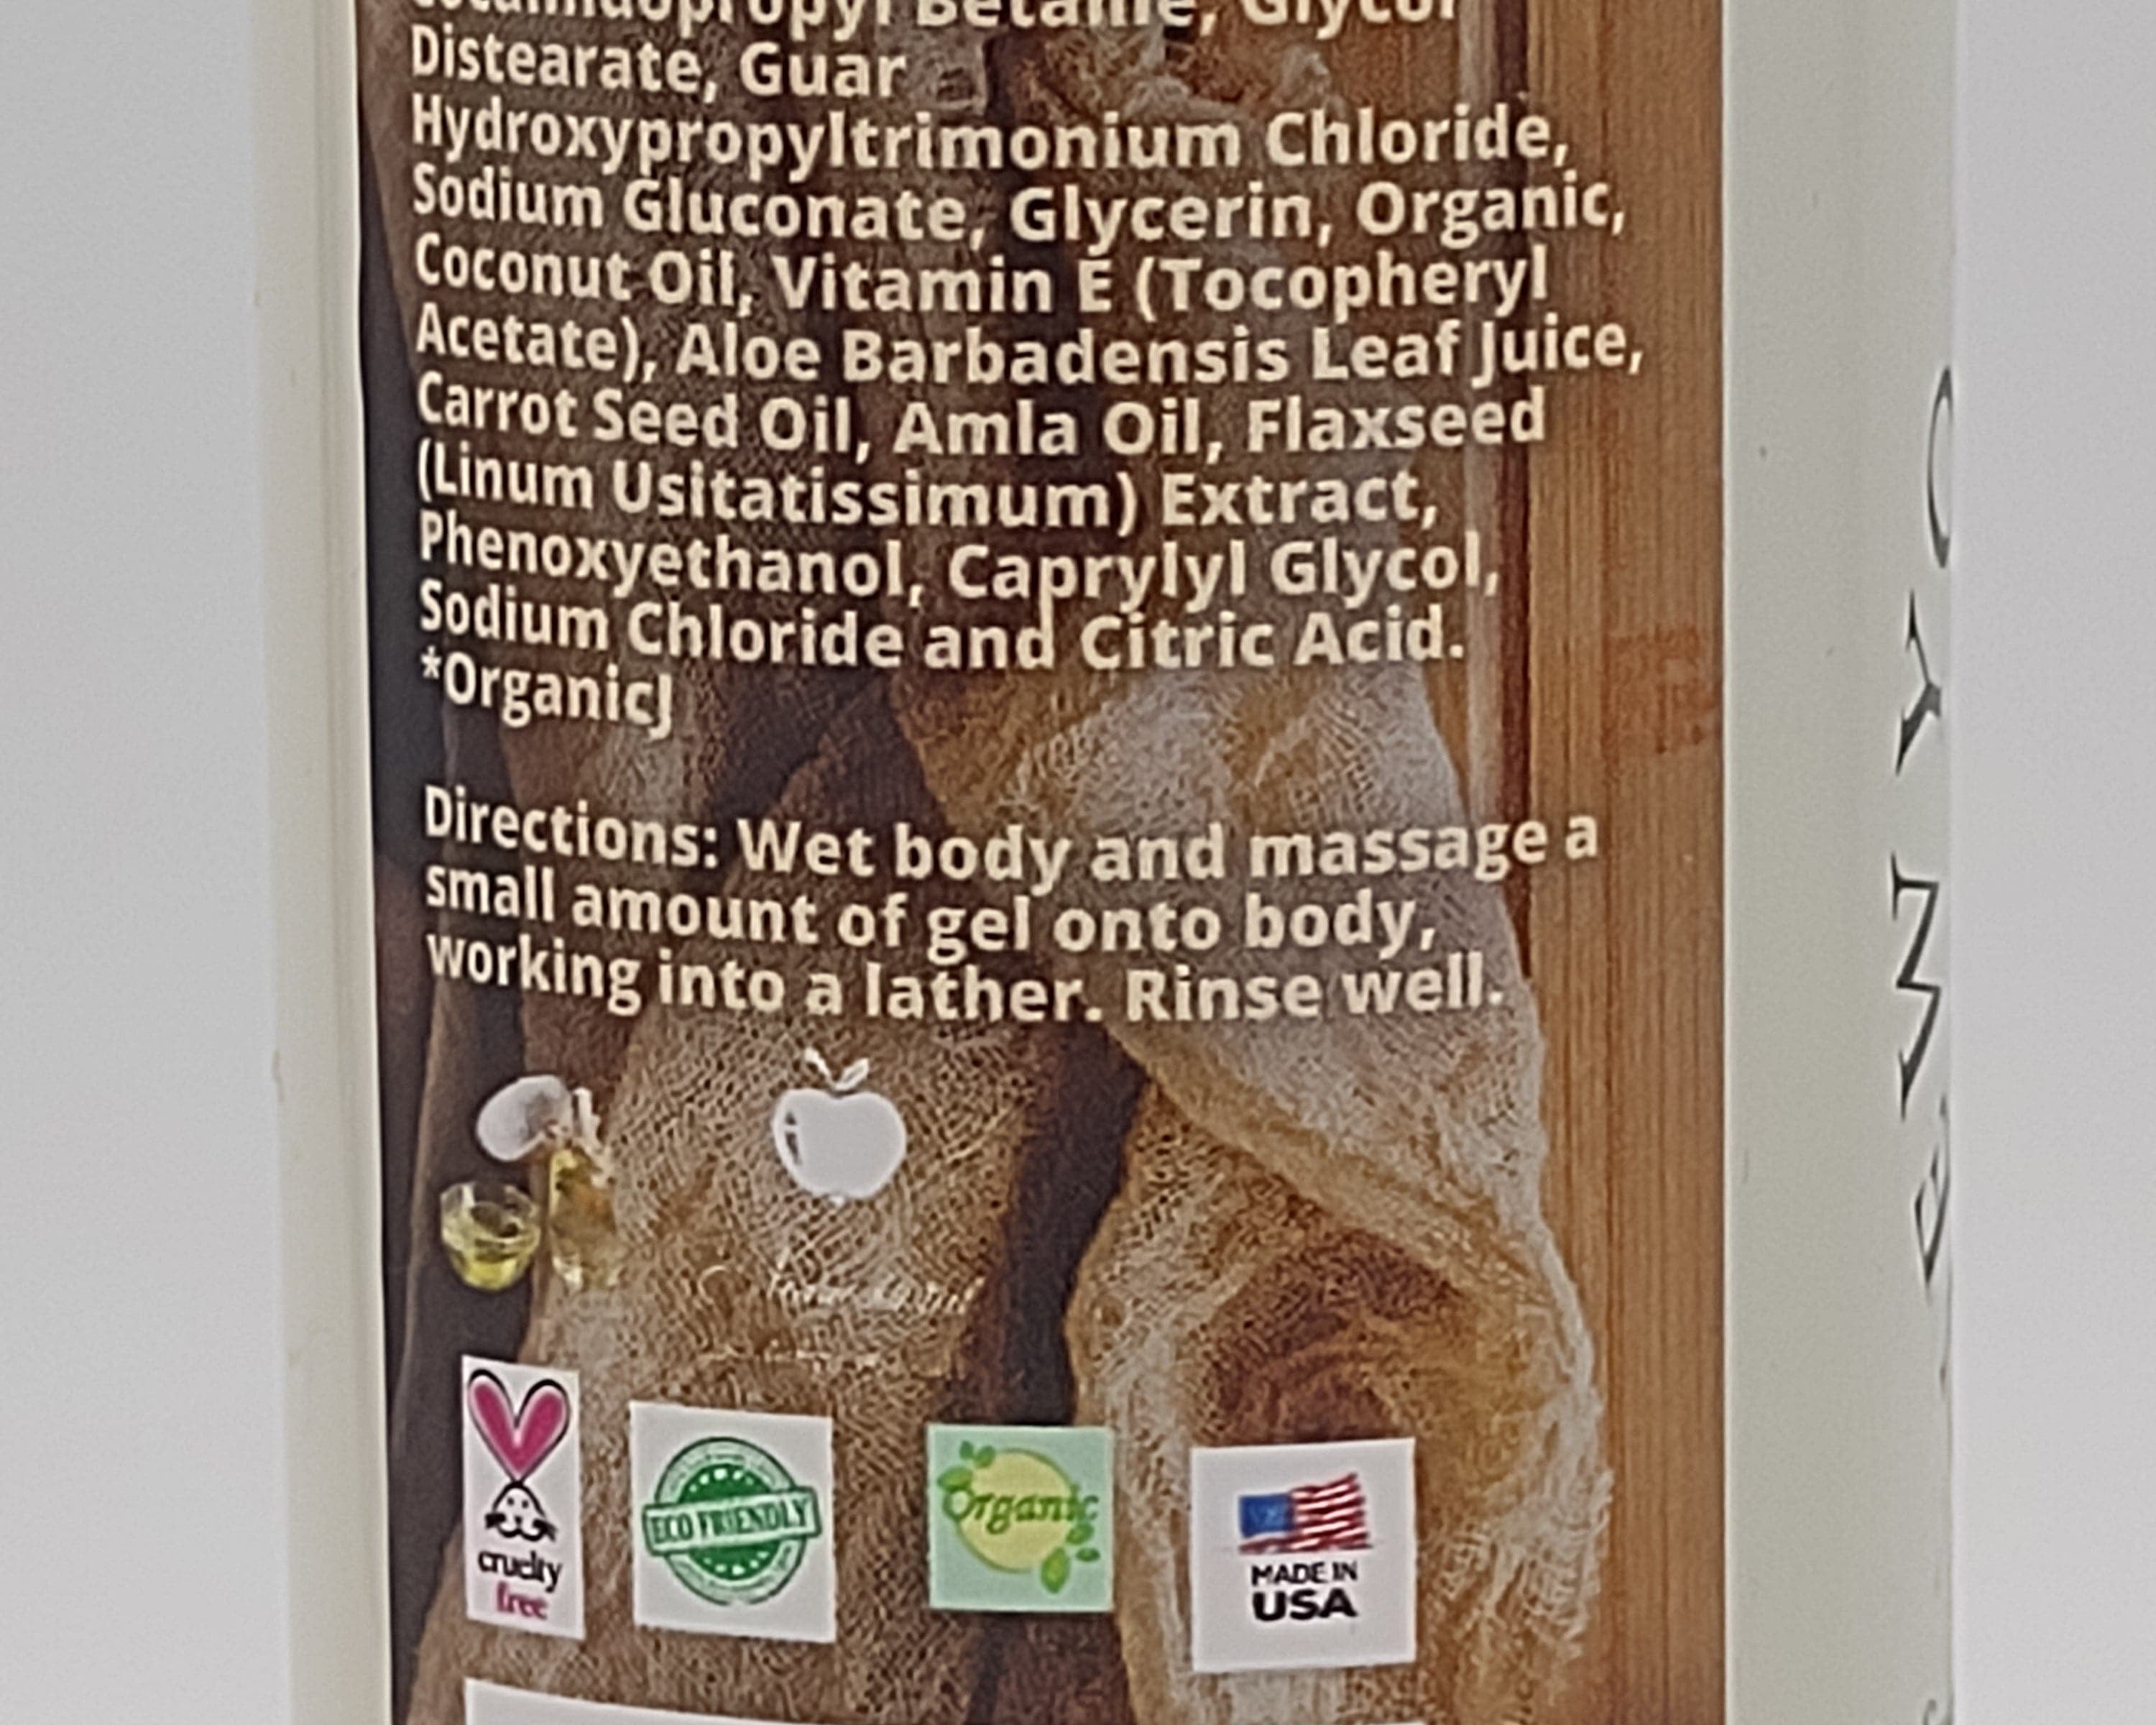 Betaine, Glycol
Distearate, Guar
Hydroxypropyltrimonium Chloride,
Sodium Gluconate, Glycerin, Organic,
Coconut Oil, Vitamin E (Tocopheryl
Acetate), Aloe Barbadensis Leaf Juice,
Carrot Seed Oil, Amla Oil, Flaxseed
(Linum Usitatissimum) Extract,
Phenoxyethanol, Caprylyl Glycol,
Sodium Chloride and Citric Acid.
*OrganicJ
Directions: Wet body and massage a
small amount of gel onto body,
working into a lather. Rinse well.
cruelty
free
ECO FRIENDLY
Organic
MADE IN
USA